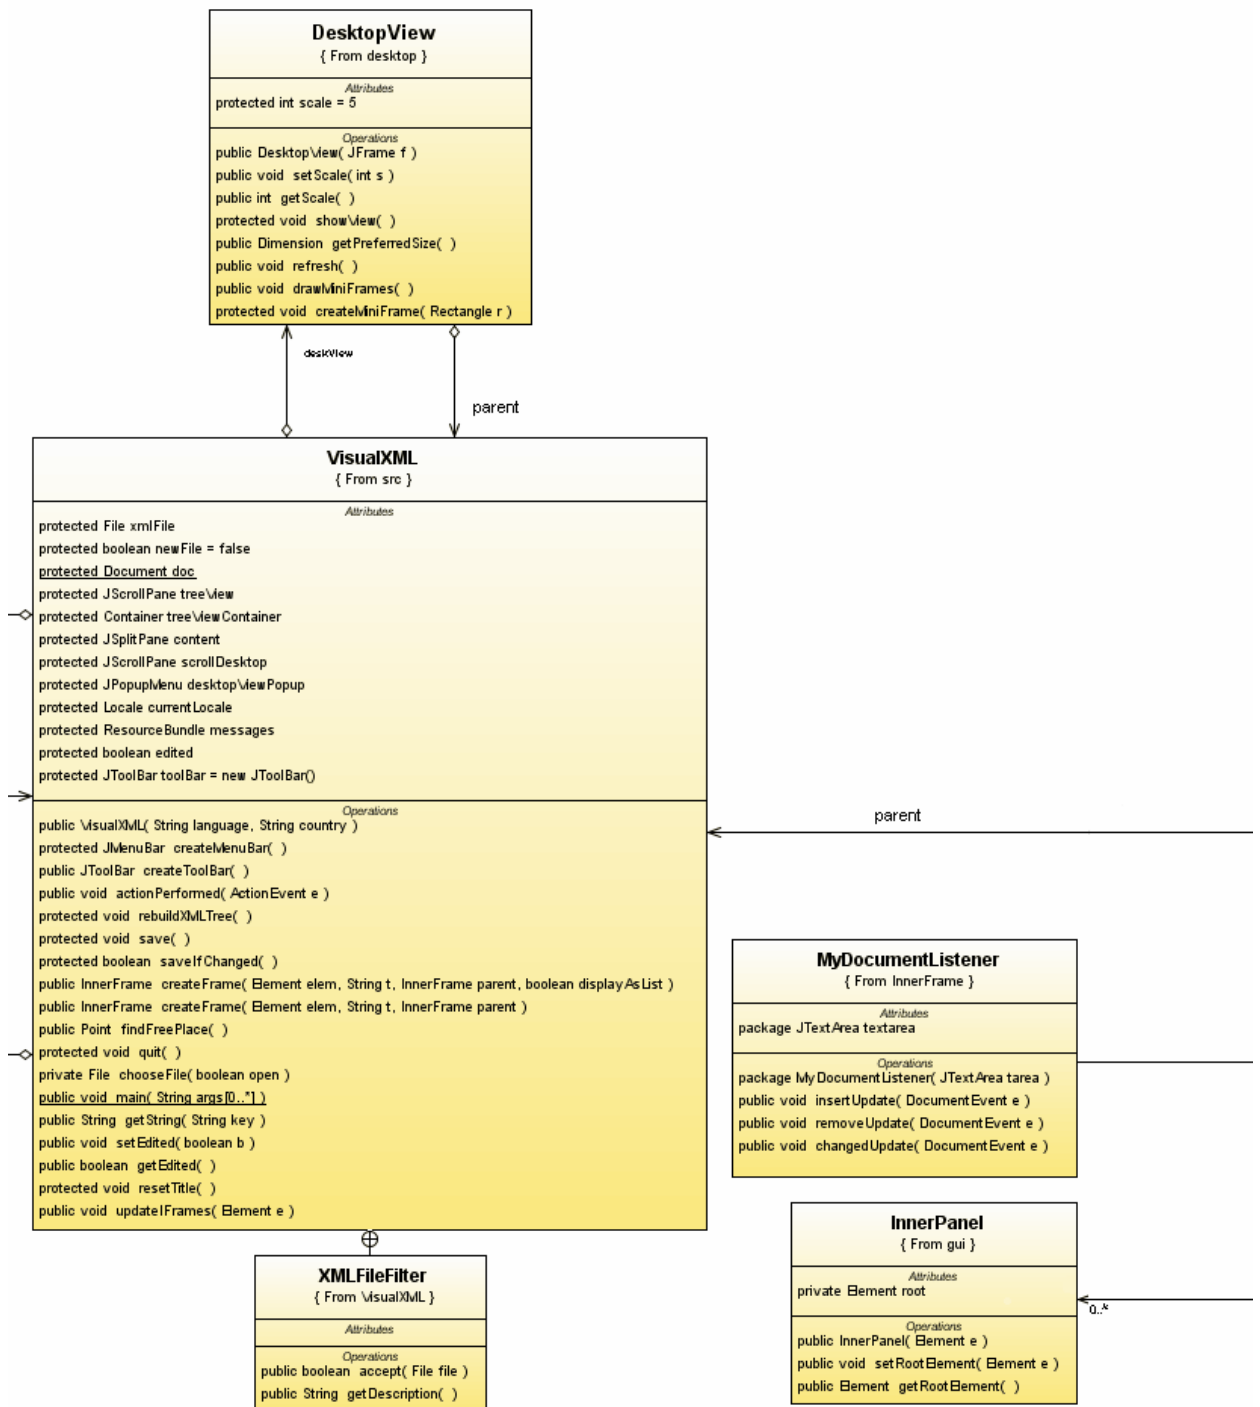 DesktopView
{ From desktop }
Attributes
protected int scale = 5
Operations
public DesktopView( JFrame f )
public void setScale( int s )
public int getScale( )
protected void showView( )
public Dimension getPreferredSize( )
public void refresh( )
public void drawMiniFrames( )
protected void createMiniFrame( Rectangle r )
deskView
parent
VisualXML
{ From src }
Attributes
protected File xmlFile
protected boolean newFile = false
protected Document doc
protected JScrollPane treeView
protected Container treeViewContainer
protected JSplitPane content
protected JScrollPane scrollDesktop
protected JPopupMenu desktopViewPopup
protected Locale currentLocale
protected ResourceBundle messages
protected boolean edited
protected JToolBar toolBar = new JToolBar()
Operations
public VisualXML( String language, String country )
protected JMenuBar createMenuBar( )
public JToolBar createToolBar( )
public void actionPerformed( ActionEvent e )
protected void rebuildXMLTree( )
protected void save( )
protected boolean saveIfChanged( )
public InnerFrame createFrame( Element elem, String t, InnerFrame parent, boolean displayAsList )
public InnerFrame createFrame( Element elem, String t, InnerFrame parent )
public Point findFreePlace( )
protected void quit( )
private File chooseFile( boolean open )
public void main( String args[0..*] )
public String getString( String key )
public void setEdited( boolean b )
public boolean getEdited( )
protected void resetTitle( )
public void updateIFrames( Element e )
parent
MyDocumentListener
{ From InnerFrame }
Attributes
package JTextArea textarea
Operations
package MyDocumentListener( JTextArea tarea )
public void insertUpdate( DocumentEvent e )
public void removeUpdate( DocumentEvent e )
public void changedUpdate( DocumentEvent e )
InnerPanel
{ From gui }
Attributes
private Element root
Operations
public InnerPanel( Element e )
public void setRootElement( Element e )
public Element getRootElement( )
0..*
XMLFileFilter
{ From VisualXML }
Attributes
Operations
public boolean accept( File file )
public String getDescription( )